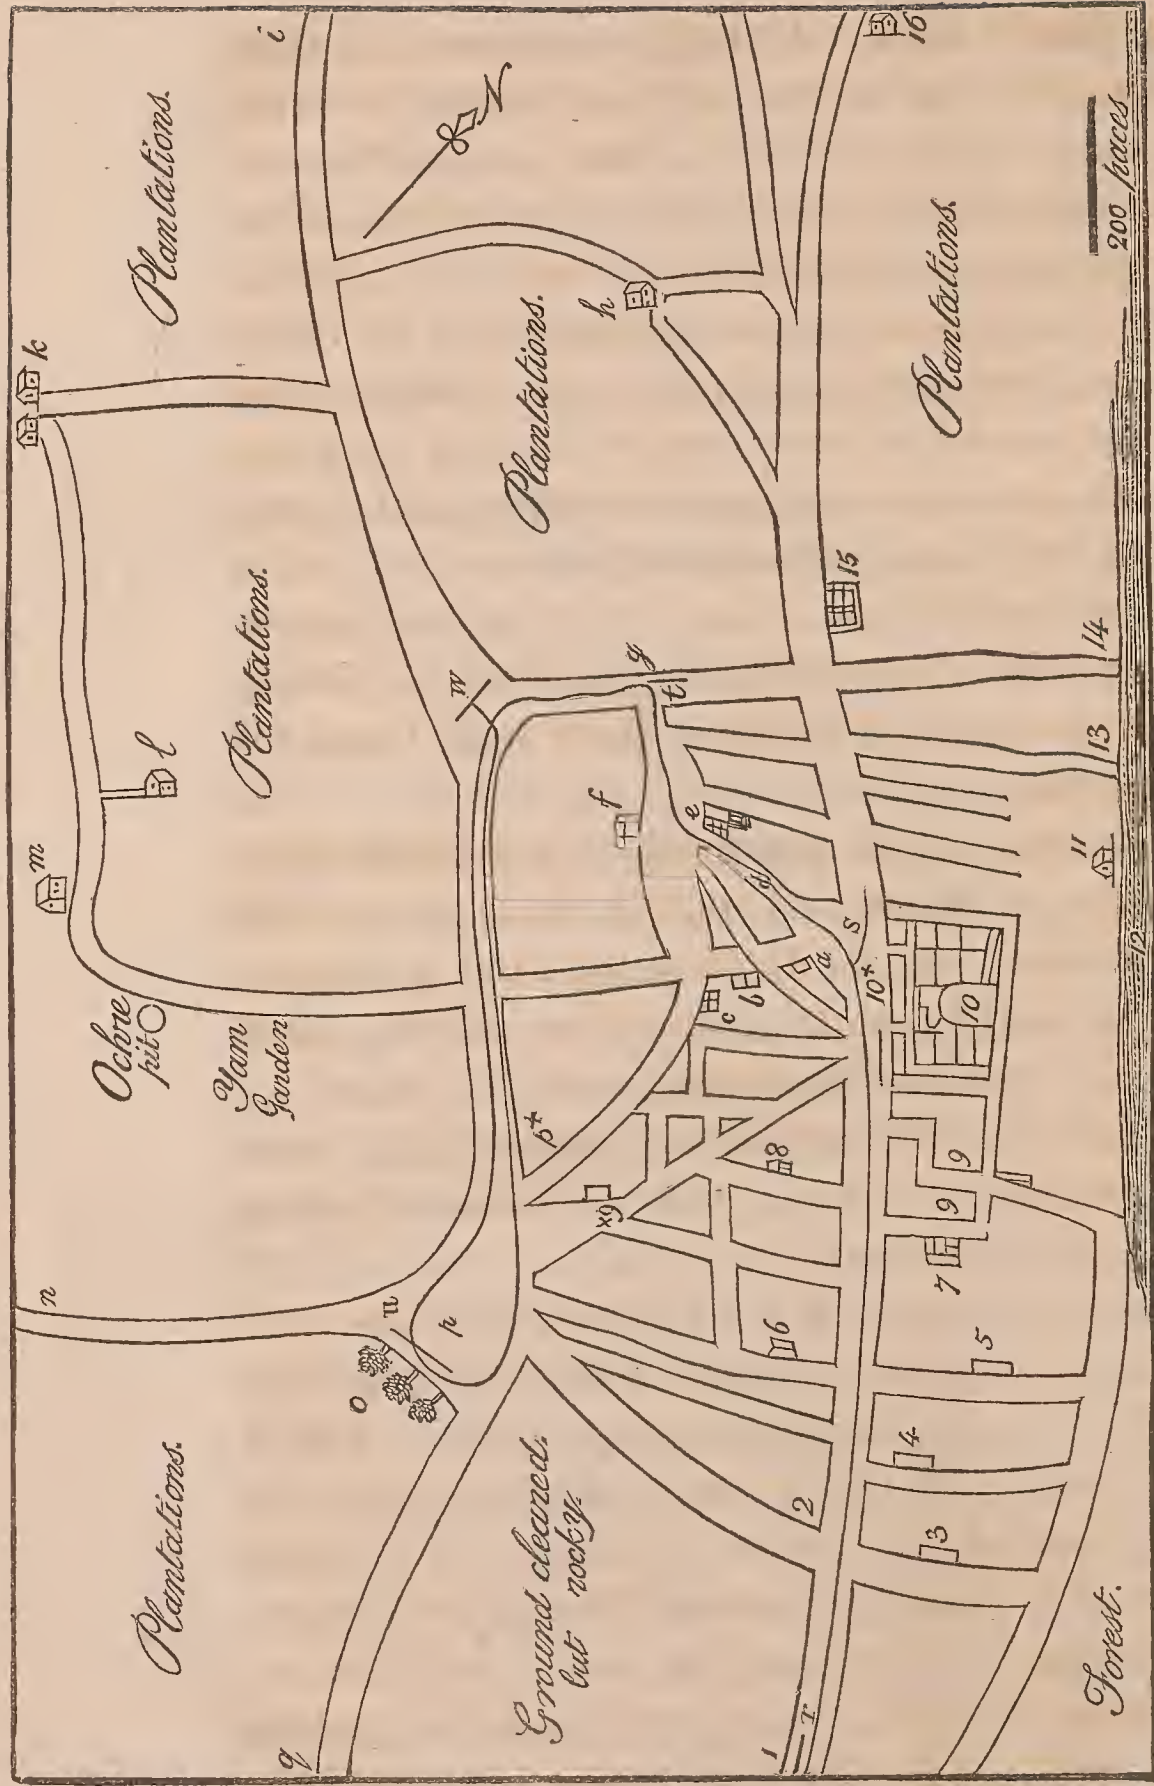 Plantations.
Plantations.
k
m
l
Plantations.
Ochre
pit
Yam
Garden
n
o
u
p
q
Plantations.
i
N
w
Ground cleared.
but rocky.
p+
f
g
t
Plantations.
h
e
d
c
b
a
s
8
6
2
1
r
10+
15
16
3
4
5
7
9
9
10
Plantations.
11
12
13
14
200 paces
Forest.